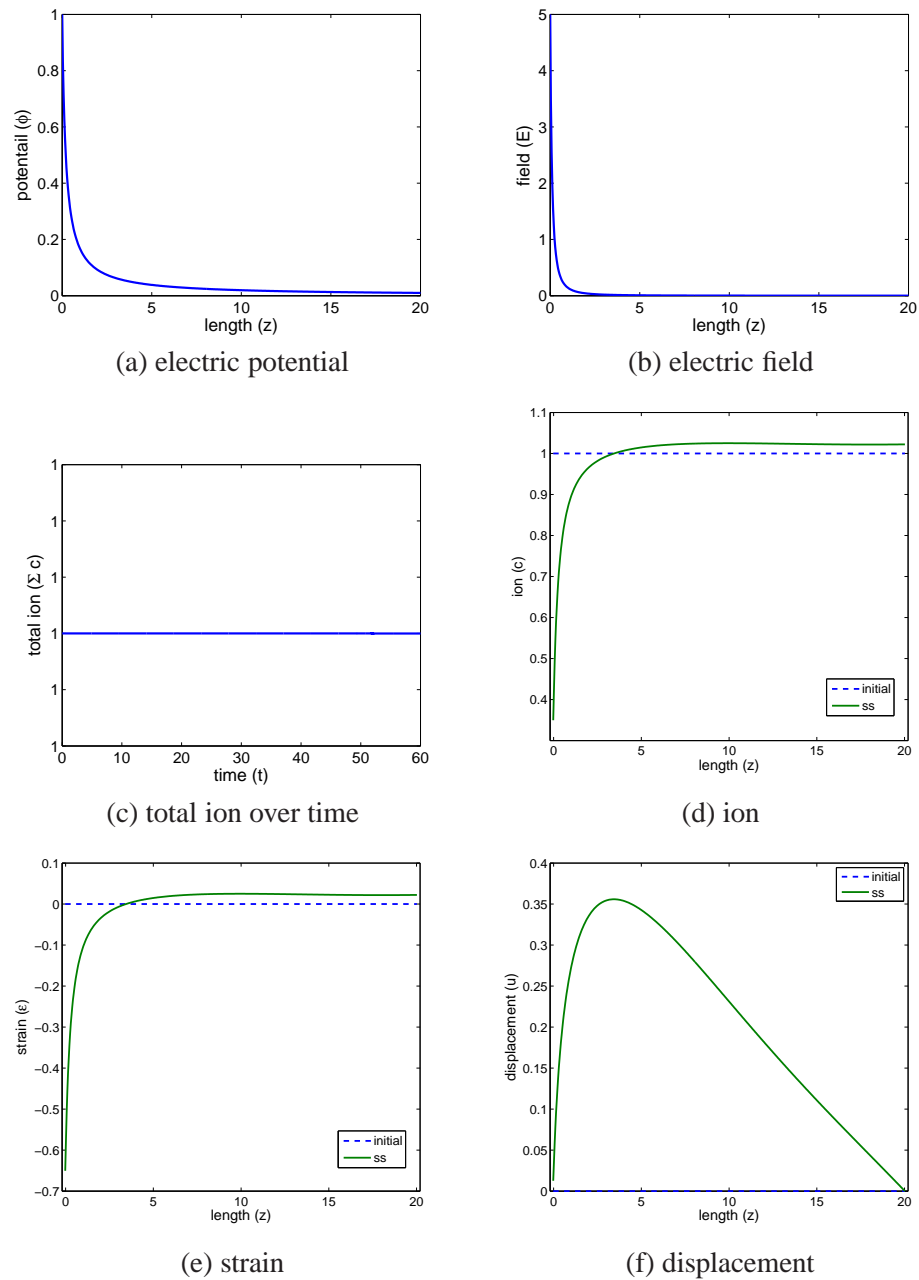 1
0.8
0.6
0.4
0.2
0
potentail (ϕ)
0 5 10 15 20
length (z)
(a) electric potential
5
4
3
2
1
0
field (E)
0 5 10 15 20
length (z)
(b) electric field
1
1
1
1
1
1
total ion (Σ c)
0 10 20 30 40 50 60
time (t)
(c) total ion over time
1.1
1
0.9
0.8
0.7
0.6
0.5
0.4
ion (c)
initial
ss
0 5 10 15 20
length (z)
(d) ion
0.1
0
−0.1
−0.2
−0.3
−0.4
−0.5
−0.6
−0.7
strain (ε)
initial
ss
0 5 10 15 20
length (z)
(e) strain
0.4
0.35
0.3
0.25
0.2
0.15
0.1
0.05
0
displacement (u)
initial
ss
0 5 10 15 20
length (z)
(f) displacement